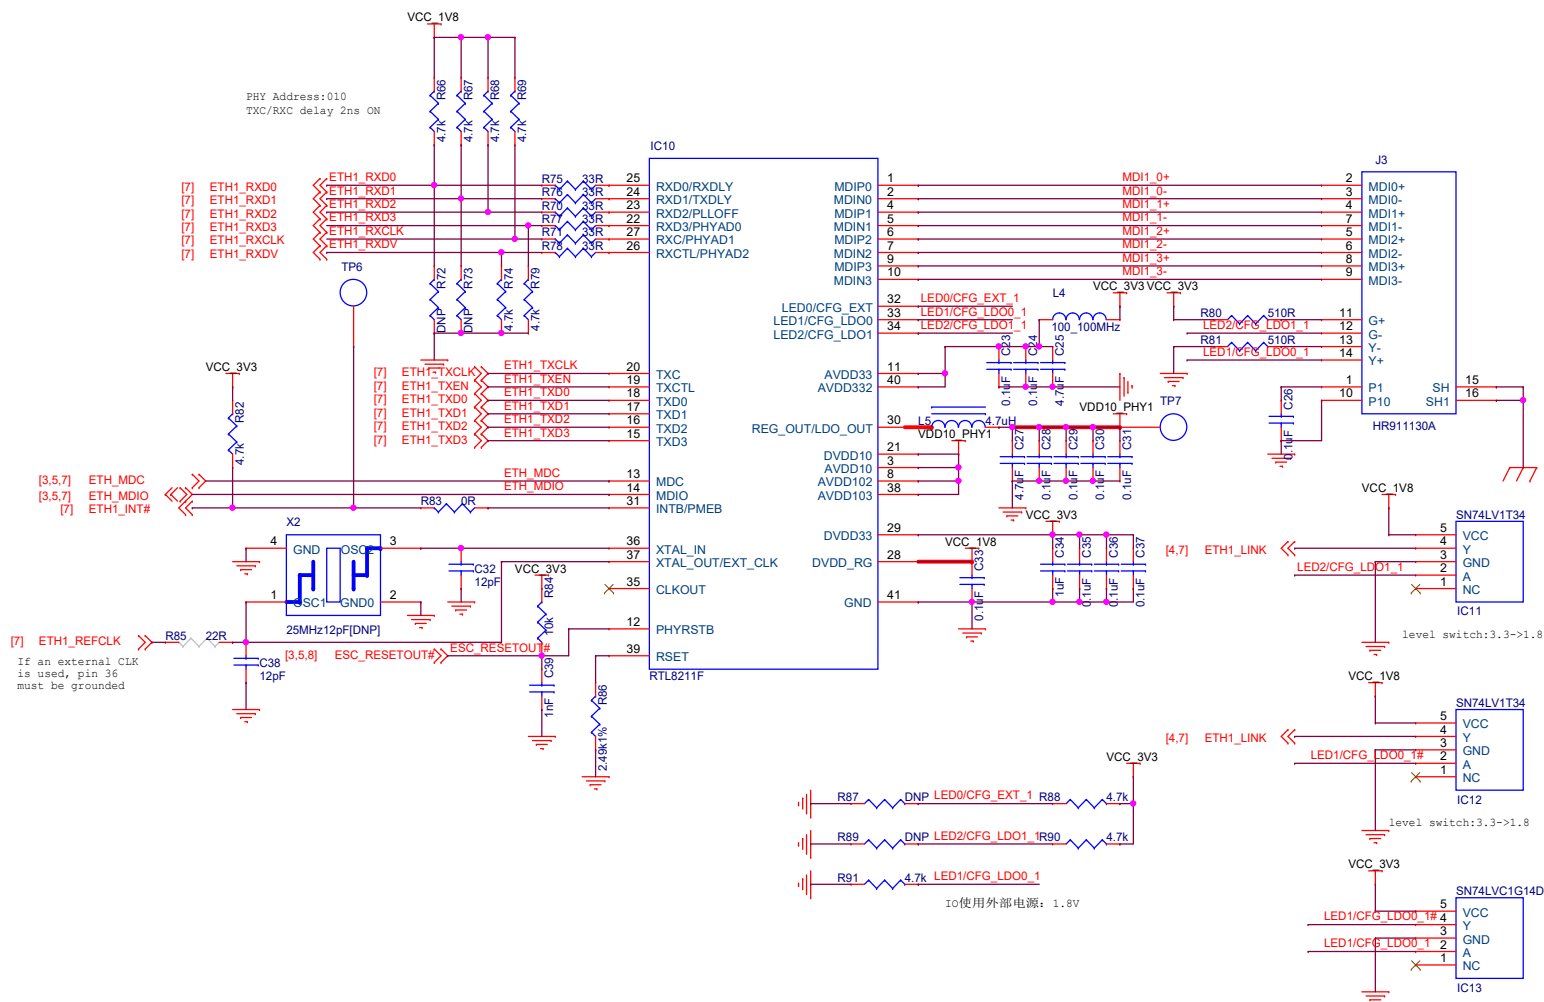 VCC_1V8
PHY Address:010
TXC/RXC delay 2ns ON
R66 4.7k
R67 4.7k
R68 4.7k
R69 4.7k
[7] ETH1_RXD0 ETH1_RXD0 R75 33R
[7] ETH1_RXD1 ETH1_RXD1 R76 33R
[7] ETH1_RXD2 ETH1_RXD2 R70 33R
[7] ETH1_RXD3 ETH1_RXD3 R77 33R
[7] ETH1_RXCLK ETH1_RXCLK R71 33R
[7] ETH1_RXDV ETH1_RXDV R78 33R
TP6
R72 DNP
R73 DNP
R74 4.7k
R79 4.7k
[7] ETH1_TXCLK ETH1_TXCLK
[7] ETH1_TXEN ETH1_TXEN
[7] ETH1_TXD0 ETH1_TXD0
[7] ETH1_TXD1 ETH1_TXD1
[7] ETH1_TXD2 ETH1_TXD2
[7] ETH1_TXD3 ETH1_TXD3
VCC_3V3
R82 4.7k
[3,5,7] ETH_MDC ETH_MDC
[3,5,7] ETH_MDIO ETH_MDIO
[7] ETH1_INT# R83 0R
X2
4 GND OSC2 3
1 OSC1 GND0 2
25MHz12pF[DNP]
C32
12pF
VCC_3V3
R84 10k
[7] ETH1_REFCLK R85 22R
If an external CLK
is used, pin 36
must be grounded
C38
12pF
[3,5,8] ESC_RESETOUT# ESC_RESETOUT#
C39 1nF
R86 2.49k1%
IC10
25 RXD0/RXDLY
24 RXD1/TXDLY
23 RXD2/PLLOFF
22 RXD3/PHYAD0
27 RXC/PHYAD1
26 RXCTL/PHYAD2
20 TXC
19 TXCTL
18 TXD0
17 TXD1
16 TXD2
15 TXD3
13 MDC
14 MDIO
31 INTB/PMEB
36 XTAL_IN
37 XTAL_OUT/EXT_CLK
35 CLKOUT
12 PHYRSTB
39 RSET
RTL8211F
MDIP0 1 MDI1_0+
MDIN0 2 MDI1_0-
MDIP1 4 MDI1_1+
MDIN1 5 MDI1_1-
MDIP2 6 MDI1_2+
MDIN2 7 MDI1_2-
MDIP3 9 MDI1_3+
MDIN3 10 MDI1_3-
LED0/CFG_EXT 32 LED0/CFG_EXT_1
LED1/CFG_LDO0 33 LED1/CFG_LDO0_1
LED2/CFG_LDO1 34 LED2/CFG_LDO1_1
AVDD33 11
AVDD332 40
REG_OUT/LDO_OUT 30
DVDD10 21
AVDD10 3
AVDD102 8
AVDD103 38
DVDD33 29
DVDD_RG 28
GND 41
L4
100_100MHz
VCC_3V3
C23 0.1uF
C24 0.1uF
C25 4.7uF
L5 4.7uH
VDD10_PHY1
VDD10_PHY1
TP7
C27 4.7uF
C28 0.1uF
C29 0.1uF
C30 0.1uF
C31 0.1uF
VCC_3V3
VCC_1V8
C33 0.1uF
C34 1uF
C35 0.1uF
C36 0.1uF
C37 0.1uF
J3
2 MDI0+
3 MDI0-
4 MDI1+
7 MDI1-
5 MDI2+
6 MDI2-
8 MDI3+
9 MDI3-
11 G+
12 G-
13 Y-
14 Y+
1 P1
10 P10
SH 15
SH1 16
HR911130A
VCC_3V3
R80 510R
LED2/CFG_LDO1_1
R81 510R
LED1/CFG_LDO0_1
C26 0.1uF
VCC_1V8
SN74LV1T34
5 VCC
4 Y
3 GND
2 A
1 NC
IC11
[4,7] ETH1_LINK
LED2/CFG_LDO1_1
level switch:3.3->1.8
VCC_1V8
SN74LV1T34
5 VCC
4 Y
3 GND
2 A
1 NC
IC12
[4,7] ETH1_LINK
LED1/CFG_LDO0_1#
level switch:3.3->1.8
VCC_3V3
R87 DNP LED0/CFG_EXT_1 R88 4.7k
R89 DNP LED2/CFG_LDO1_1 R90 4.7k
R91 4.7k LED1/CFG_LDO0_1
IO使用外部电源: 1.8V
VCC_3V3
SN74LVC1G14D
5 VCC
LED1/CFG_LDO0_1# 4 Y
3 GND
LED1/CFG_LDO0_1 2 A
1 NC
IC13